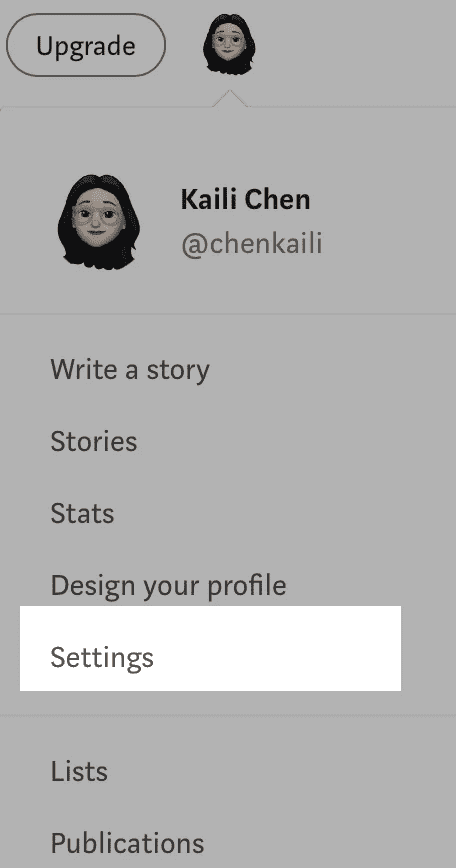 Upgrade
Kaili Chen
@chenkaili
Write a story
Stories
Stats
Design your profile
Settings
Lists
Publications